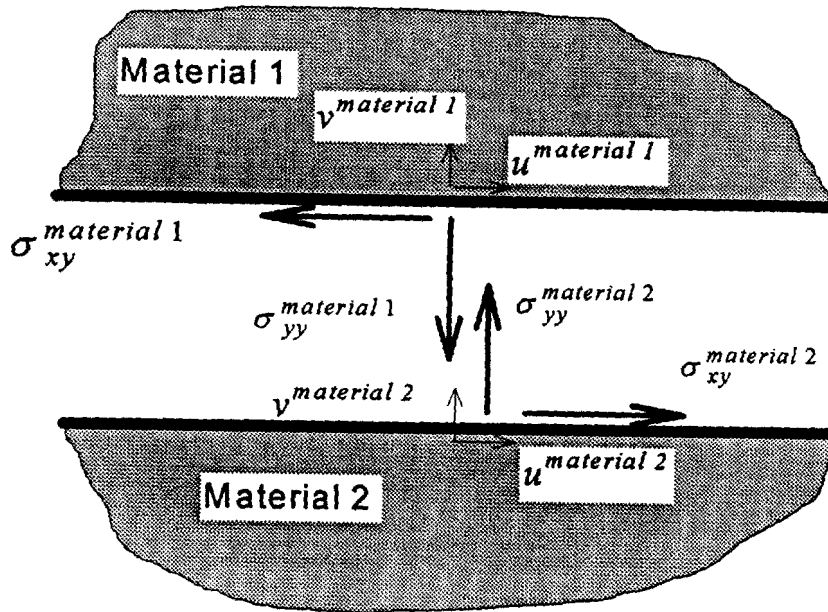 Material 1
v^material 1
u^material 1
σ_xy^material 1
σ_yy^material 1
σ_yy^material 2
σ_xy^material 2
v^material 2
u^material 2
Material 2